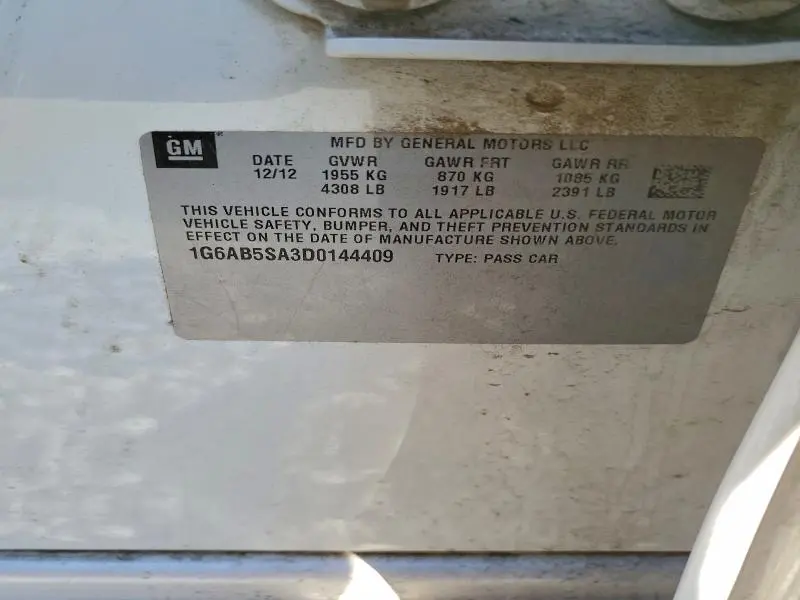 GM
MFD BY GENERAL MOTORS LLC
DATE GVWR GAWR FRT GAWR RR
12/12 1955 KG 870 KG 1085 KG
4308 LB 1917 LB 2391 LB
THIS VEHICLE CONFORMS TO ALL APPLICABLE U.S. FEDERAL MOTOR
VEHICLE SAFETY, BUMPER, AND THEFT PREVENTION STANDARDS IN
EFFECT ON THE DATE OF MANUFACTURE SHOWN ABOVE.
1G6AB5SA3D0144409 TYPE: PASS CAR